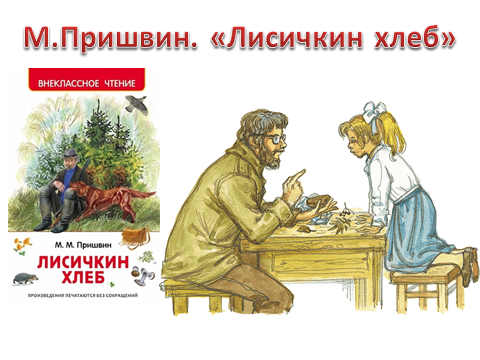 М.Пришвин. «Лисичкин хлеб»
ВНЕКЛАССНОЕ ЧТЕНИЕ
М. М. Пришвин
ЛИСИЧКИН
ХЛЕБ
ПРОИЗВЕДЕНИЯ ПЕЧАТАЮТСЯ БЕЗ СОКРАЩЕНИЙ